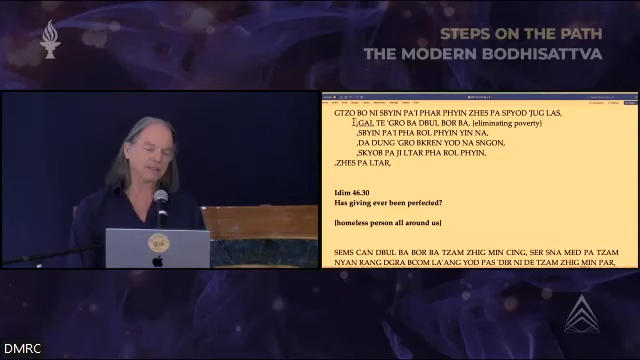 STEPS ON THE PATH
THE MODERN BODHISATTVA
GTZO BO NI SBYIN PA'I PHAR PHYIN ZHES PA SPYOD 'JUG LAS,
,GAL TE 'GRO BA DBUL BOR BA, (eliminating poverty)
,SBYIN PA'I PHA ROL PHYIN YIN NA,
,DA DUNG 'GRO BKREN YOD NA SNGON,
,SKYOB PA JI LTAR PHA ROL PHYIN,
,ZHES PA LTAR,
Idim 46.30
Has giving ever been perfected?
(homeless person all around us)
SEMS CAN DBUL BA BOR BA TZAM ZHIG MIN CING, SER SNA MED PA TZAM
NYAN RANG DGRA BCOM LA'ANG YOD PAS 'DIR NI DE TZAM ZHIG MIN PAR,
DMRC